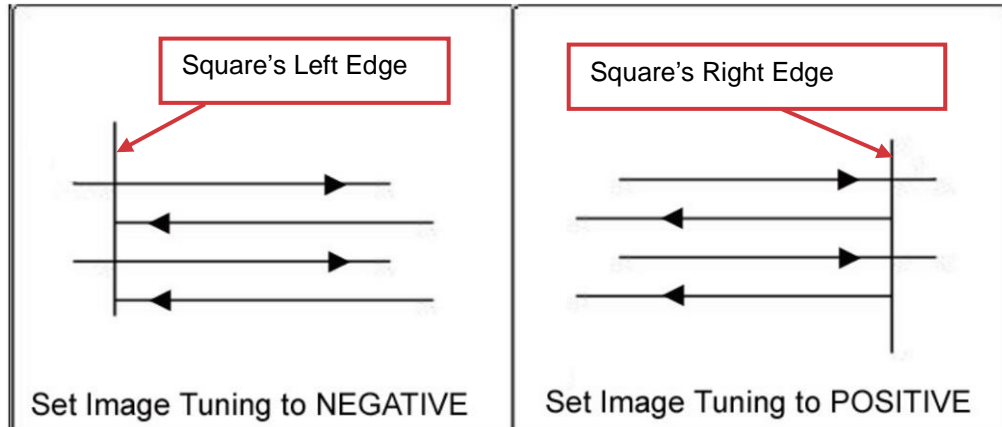 Square's Left Edge
Square's Right Edge
Set Image Tuning to NEGATIVE
Set Image Tuning to POSITIVE